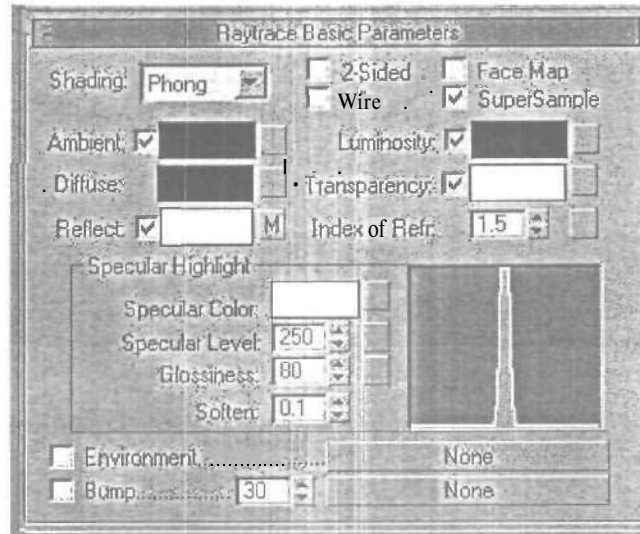 Raytrace Basic Parameters
Shading: Phong 2-Sided Face Map
Wire SuperSample
Ambient: Luminosity:
Diffuse: Transparency:
Reflect: M Index of Refr: 1.5
Specular Highlight
Specular Color:
Specular Level: 250
Glossiness: 80
Soften: 0.1
Environment None
Bump 30 None